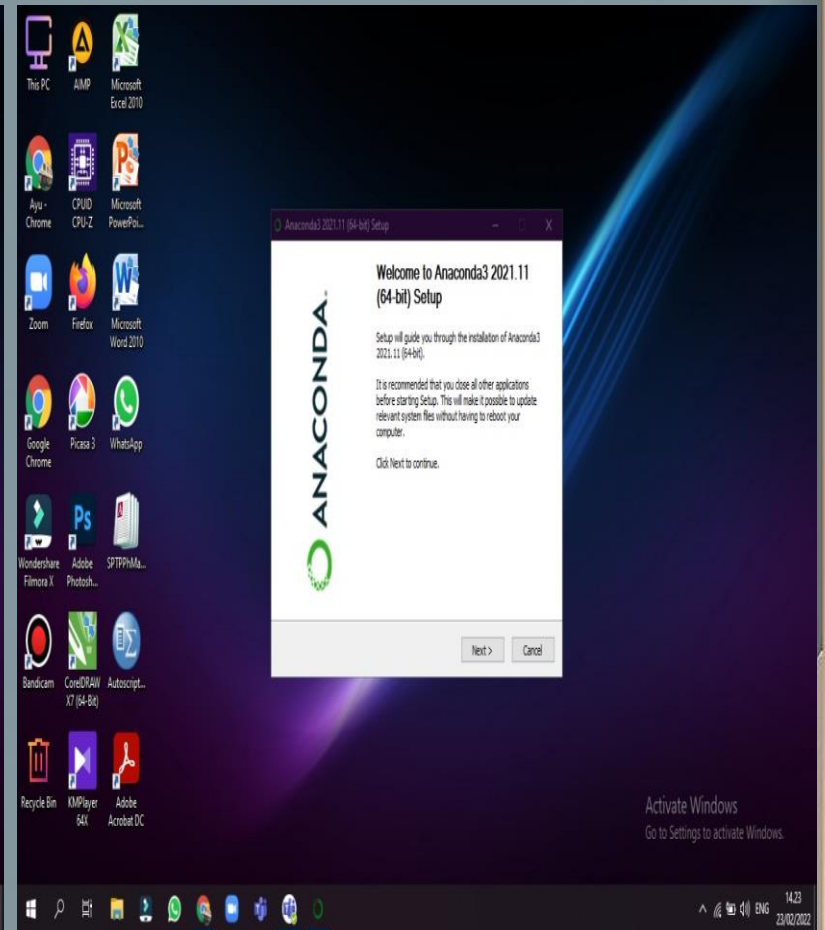 This PC
AIMP
Microsoft
Excel 2010
Ayu -
Chrome
CPUID
CPU-Z
Microsoft
PowerPoi...
Zoom
Firefox
Microsoft
Word 2010
Google
Chrome
Picasa 3
WhatsApp
Wondershare
Filmora X
Adobe
Photosh...
SPTPPhMa...
Bandicam
CorelDRAW
X7 (64-Bit)
Autoscript...
Recycle Bin
KMPlayer
64X
Adobe
Acrobat DC
Anaconda3 2021.11 (64-bit) Setup
ANACONDA.
Welcome to Anaconda3 2021.11
(64-bit) Setup
Setup will guide you through the installation of Anaconda3
2021.11 (64-bit).
It is recommended that you close all other applications
before starting Setup. This will make it possible to update
relevant system files without having to reboot your
computer.
Click Next to continue.
Next >
Cancel
Activate Windows
Go to Settings to activate Windows.
ENG
14.23
23/02/2022